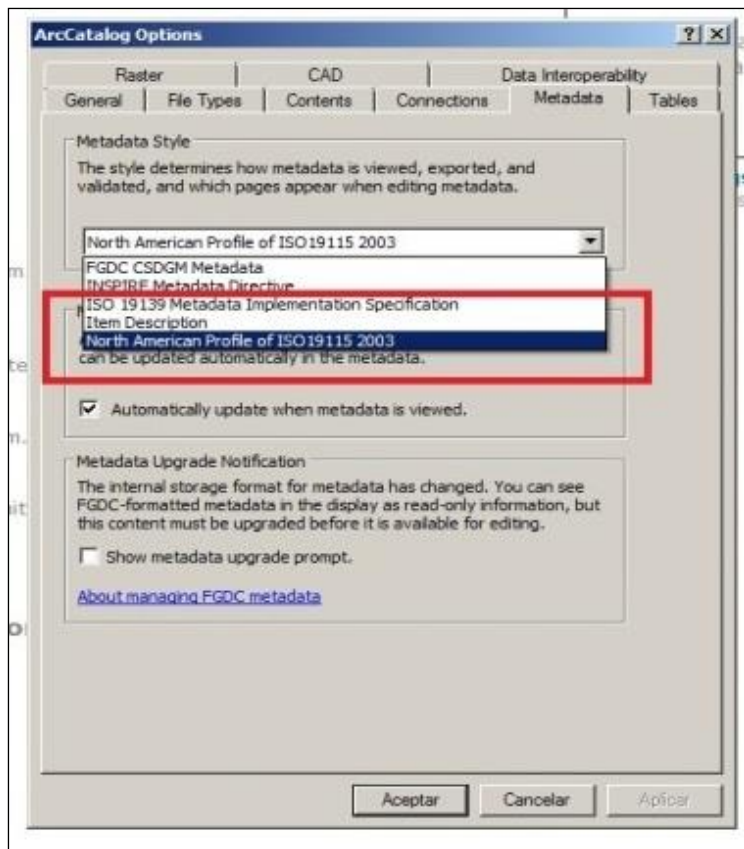 ArcCatalog Options
Raster CAD Data Interoperability
General File Types Contents Connections Metadata Tables
Metadata Style
The style determines how metadata is viewed, exported, and
validated, and which pages appear when editing metadata.
North American Profile of ISO19115 2003
FGDC CSDGM Metadata
INSPIRE Metadata Directive
ISO 19139 Metadata Implementation Specification
Item Description
North American Profile of ISO19115 2003
can be updated automatically in the metadata.
Automatically update when metadata is viewed.
Metadata Upgrade Notification
The internal storage format for metadata has changed. You can see
FGDC-formatted metadata in the display as read-only information, but
this content must be upgraded before it is available for editing.
Show metadata upgrade prompt.
About managing FGDC metadata
Aceptar Cancelar Aplicar